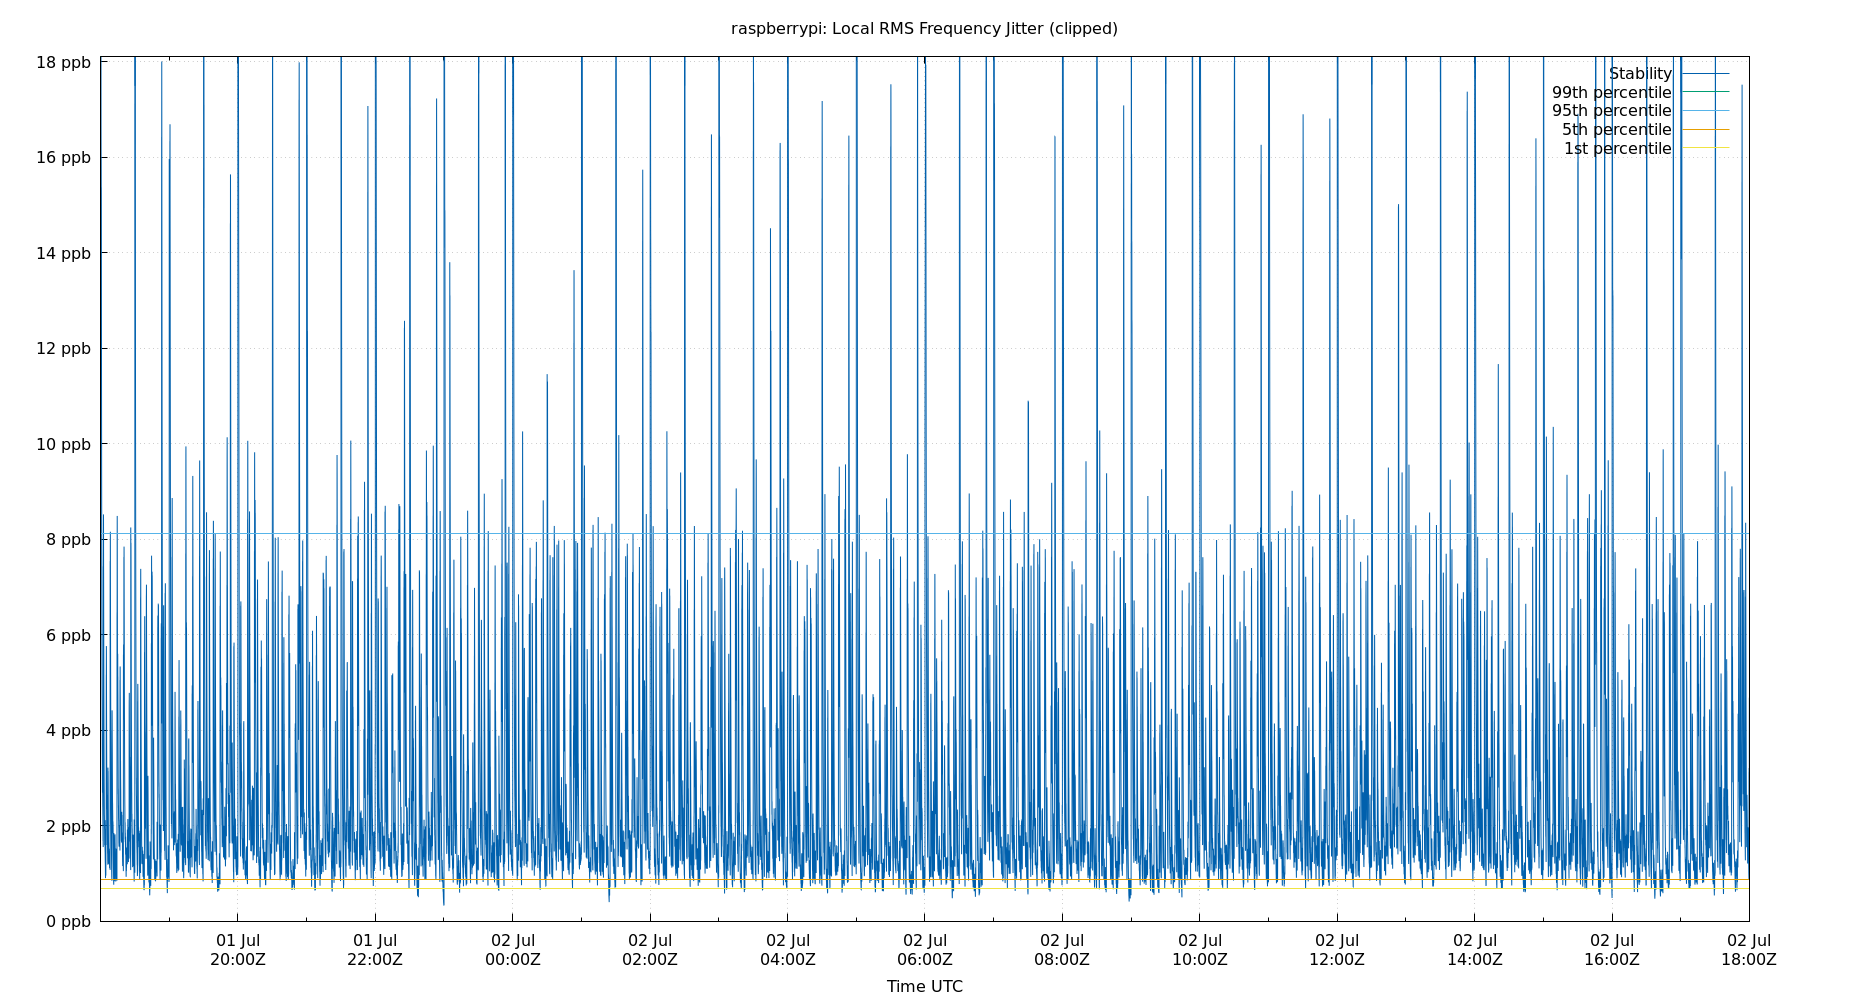 raspberrypi: Local RMS Frequency Jitter (clipped)
18 ppb
16 ppb
14 ppb
12 ppb
10 ppb
8 ppb
6 ppb
4 ppb
2 ppb
0 ppb
Stability
99th percentile
95th percentile
5th percentile
1st percentile
01 Jul 01 Jul 02 Jul 02 Jul 02 Jul 02 Jul 02 Jul 02 Jul 02 Jul 02 Jul 02 Jul 02 Jul
20:00Z 22:00Z 00:00Z 02:00Z 04:00Z 06:00Z 08:00Z 10:00Z 12:00Z 14:00Z 16:00Z 18:00Z
Time UTC